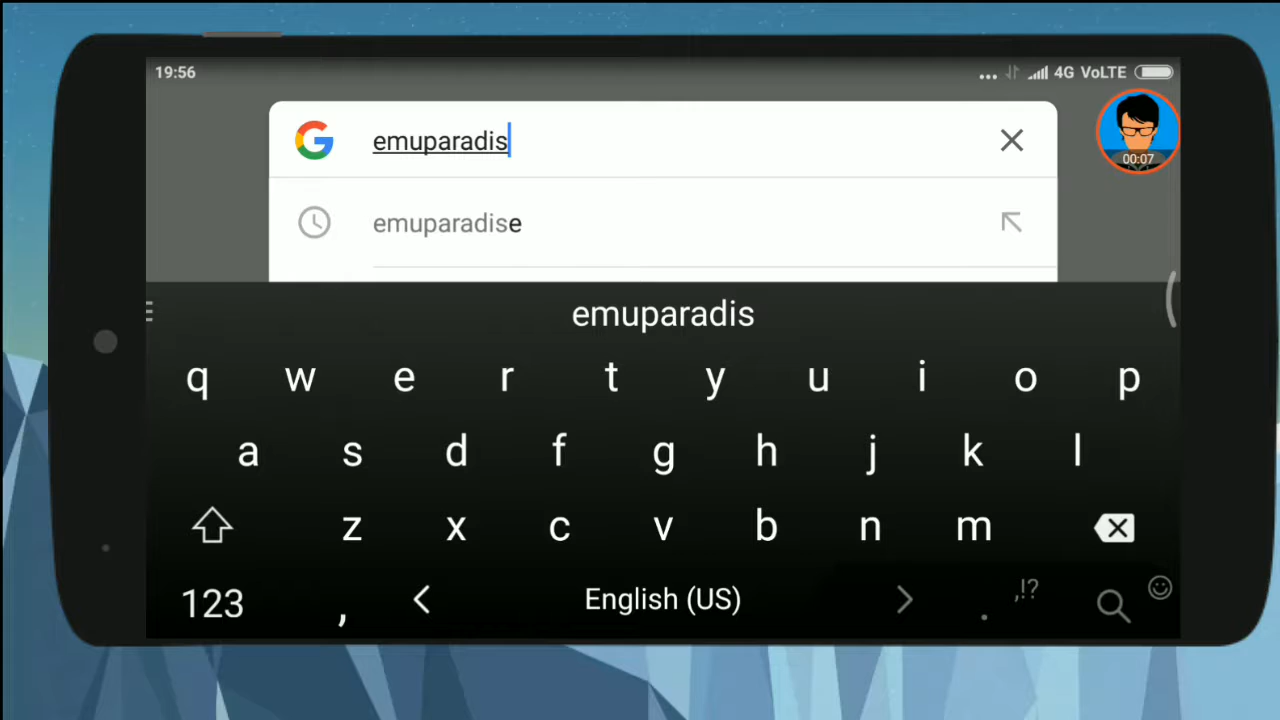 19:56 ... 4G VoLTE
emuparadis
00:07
emuparadise
emuparadis
q w e r t y u i o p
a s d f g h j k l
z x c v b n m
123 , < English (US) > . ,!?